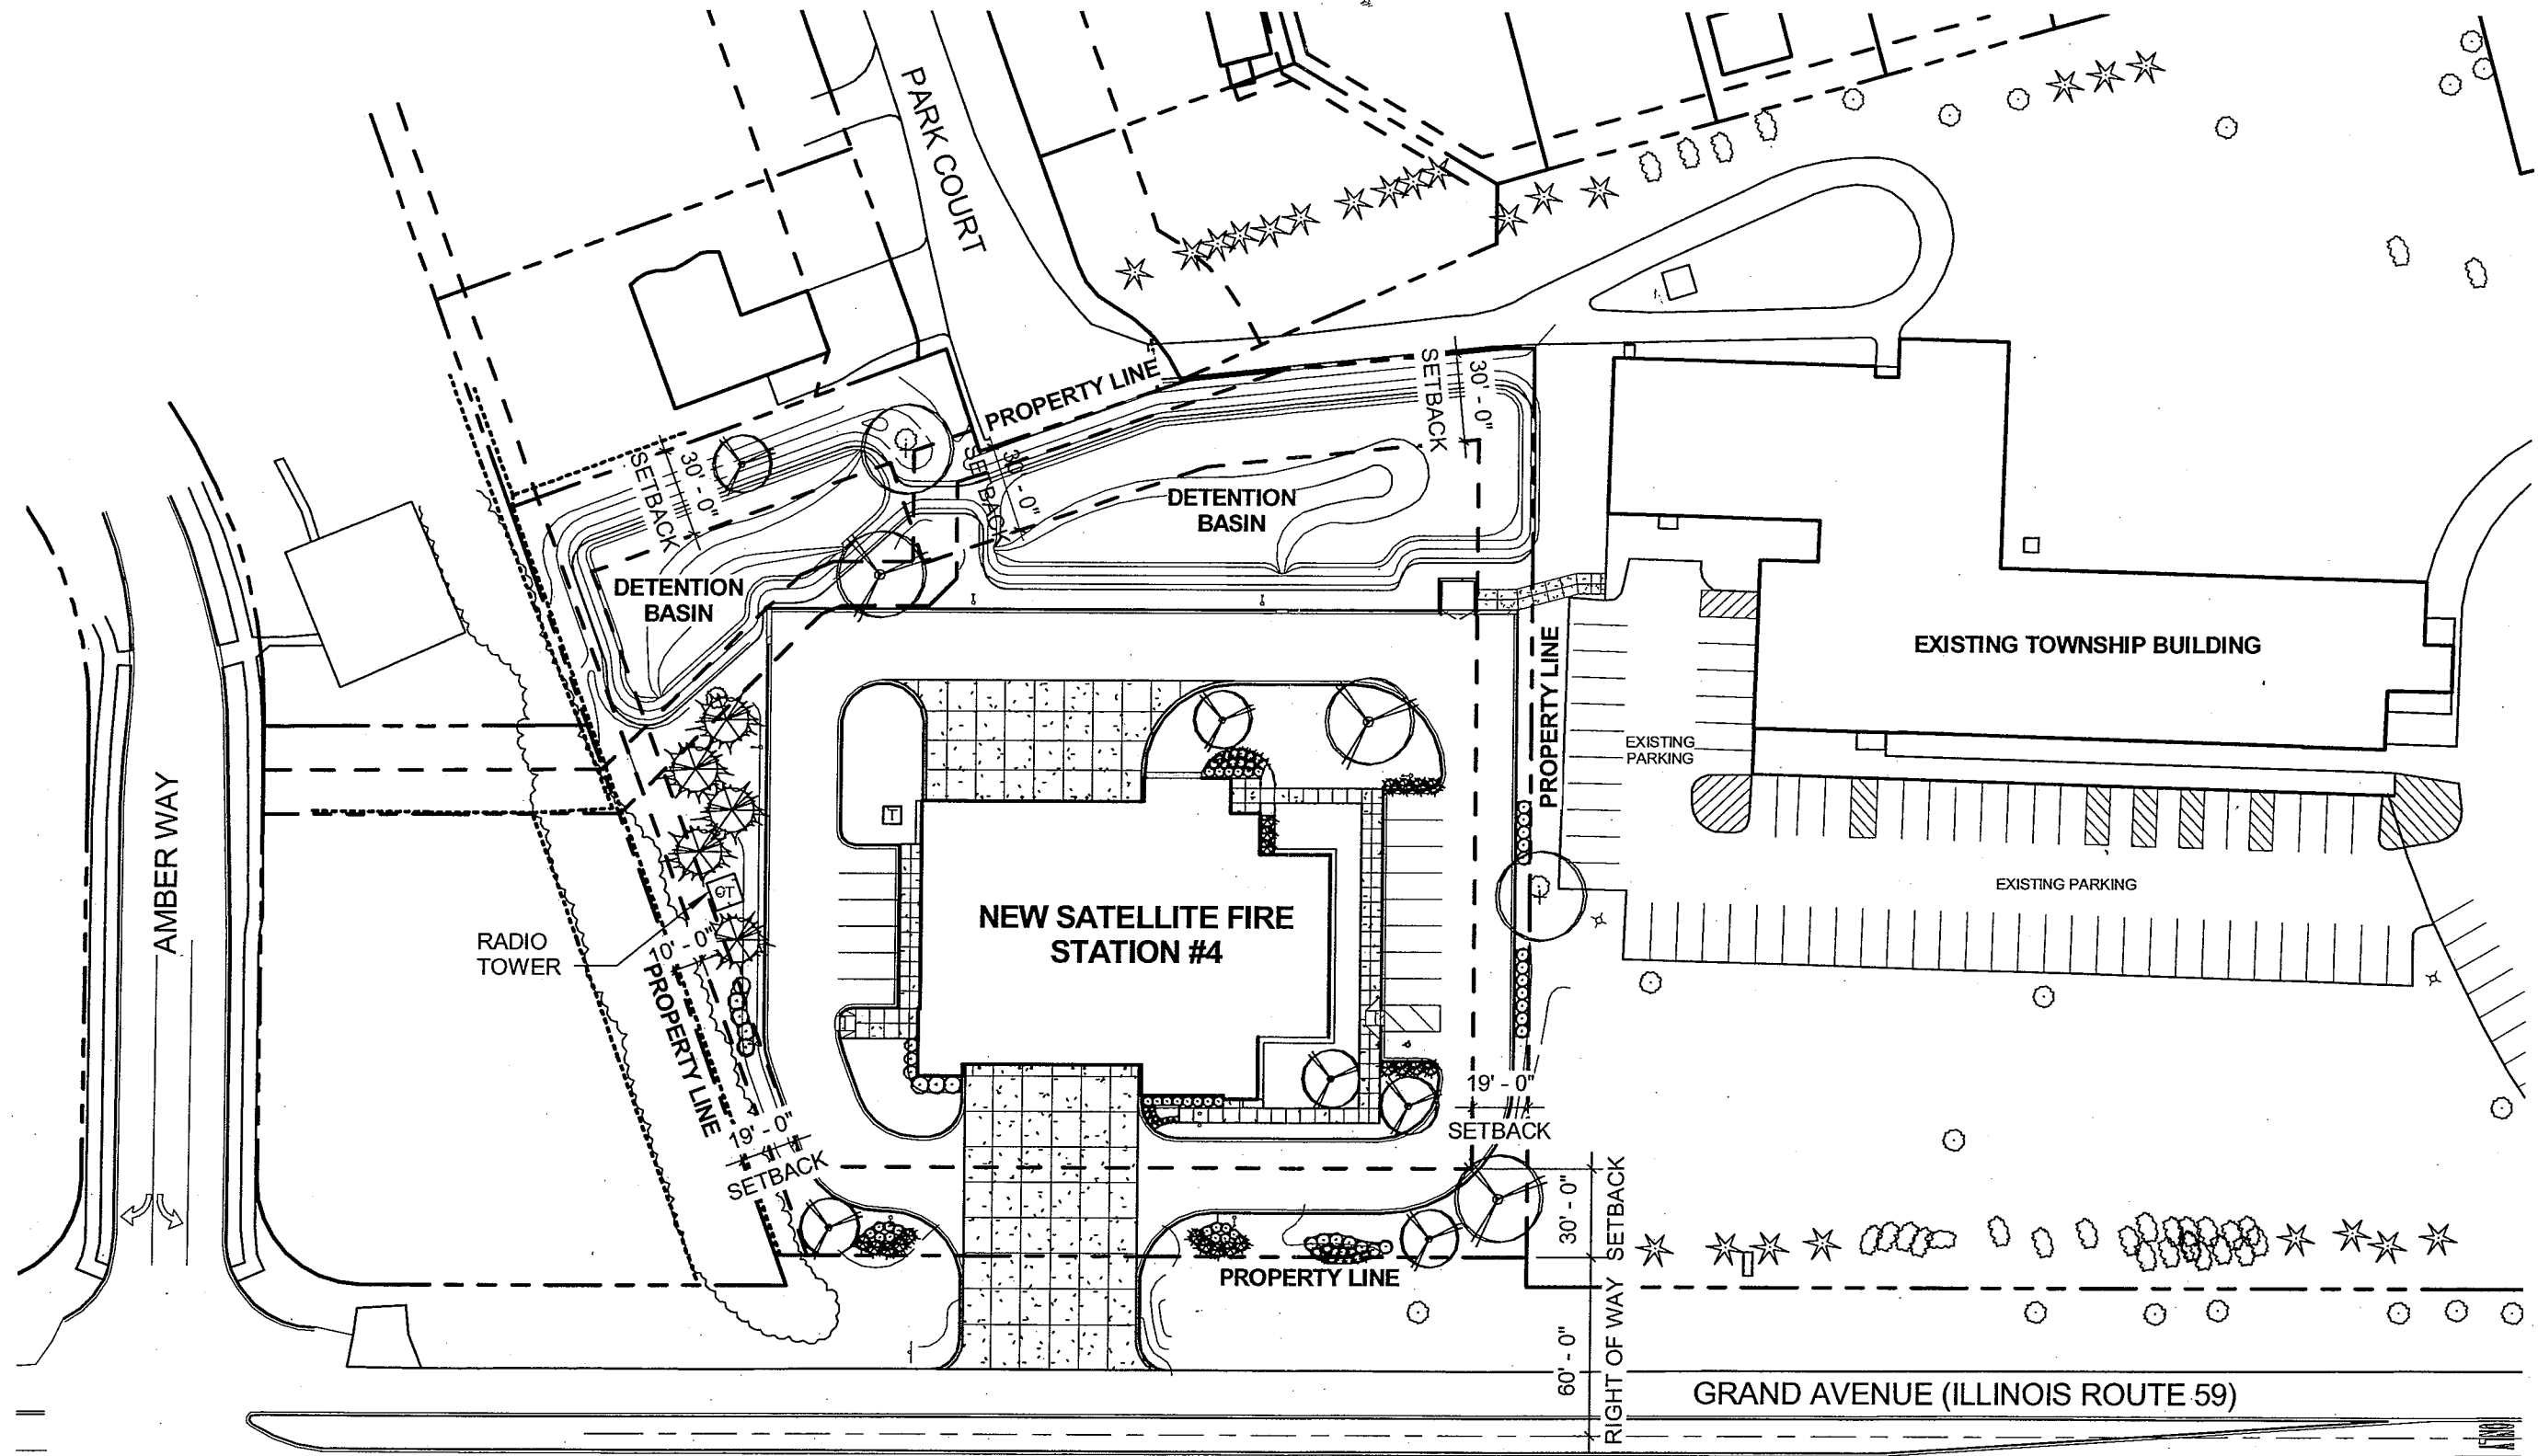 PARK COURT
PROPERTY LINE
30' - 0"
SETBACK
30' - 0"
SETBACK
30' - 0"
SETBACK
DETENTION
BASIN
DETENTION
BASIN
EXISTING TOWNSHIP BUILDING
PROPERTY LINE
EXISTING
PARKING
AMBER WAY
T
EXISTING PARKING
NEW SATELLITE FIRE
STATION #4
RADIO
TOWER
10' - 0"
PROPERTY LINE
19' - 0"
SETBACK
19' - 0"
SETBACK
30' - 0"
SETBACK
PROPERTY LINE
60' - 0"
RIGHT OF WAY
GRAND AVENUE (ILLINOIS ROUTE 59)